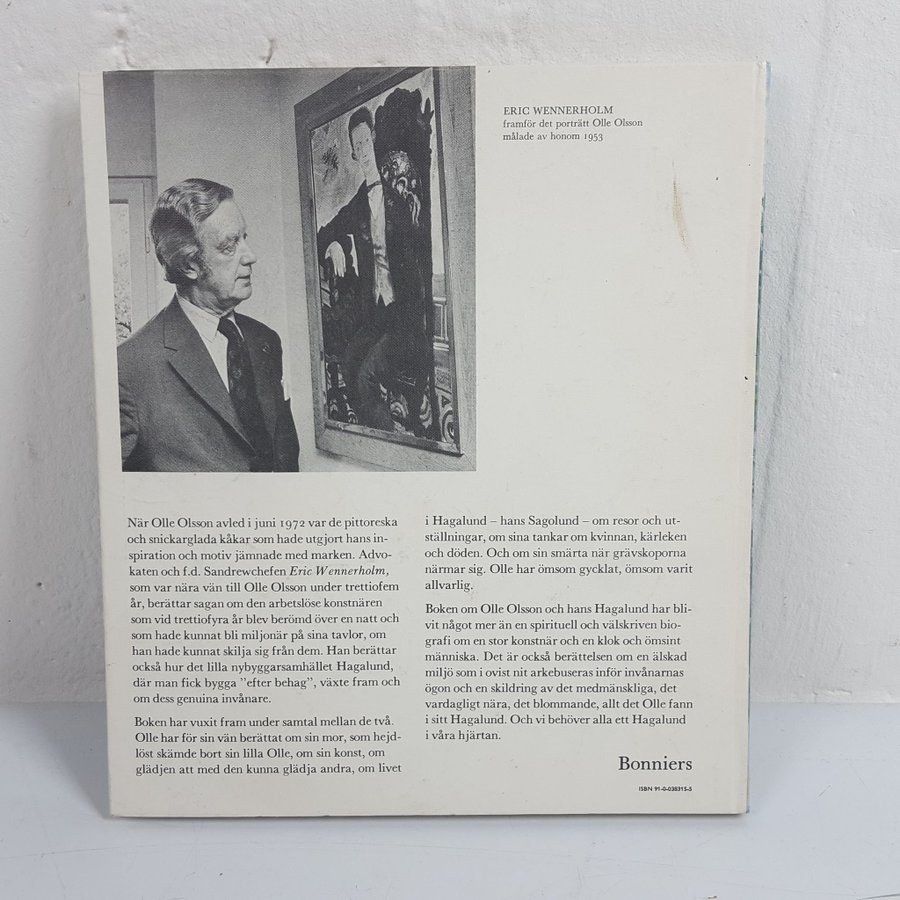 ERIC WENNERHOLM
framför det porträtt Olle Olsson
målade av honom 1953
När Olle Olsson avled i juni 1972 var de pittoreska
och snickarglada kåkar som hade utgjort hans in-
spiration och motiv jämnade med marken. Advo-
katen och f.d. Sandrewchefen Eric Wennerholm,
som var nära vän till Olle Olsson under trettiofem
år, berättar sagan om den arbetslöse konstnären
som vid trettiofyra år blev berömd över en natt och
som hade kunnat bli miljonär på sina tavlor, om
han hade kunnat skilja sig från dem. Han berättar
också hur det lilla nybyggarsamhället Hagalund,
där man fick bygga ”efter behag”, växte fram och
om dess genuina invånare.
Boken har vuxit fram under samtal mellan de två.
Olle har för sin vän berättat om sin mor, som hejd-
löst skämde bort sin lilla Olle, om sin konst, om
glädjen att med den kunna glädja andra, om livet
i Hagalund – hans Sagolund – om resor och ut-
ställningar, om sina tankar om kvinnan, kärleken
och döden. Och om sin smärta när grävskoporna
närmar sig. Olle har ömsom gycklat, ömsom varit
allvarlig.
Boken om Olle Olsson och hans Hagalund har bli-
vit något mer än en spirituell och välskriven bio-
grafi om en stor konstnär och en klok och ömsint
människa. Det är också berättelsen om en älskad
miljö som i ovist nit arkebuseras inför invånarnas
ögon och en skildring av det medmänskliga, det
vardagligt nära, det blommande, allt det Olle fann
i sitt Hagalund. Och vi behöver alla ett Hagalund
i våra hjärtan.
Bonniers
ISBN 91-0-038315-5